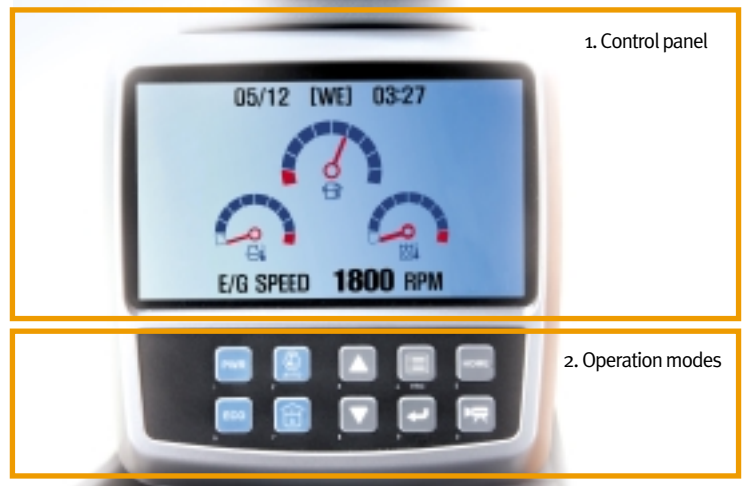 1. Control panel
05/12 [WE] 03:27
E/G SPEED 1800 RPM
2. Operation modes
PWR
HOME
ECO